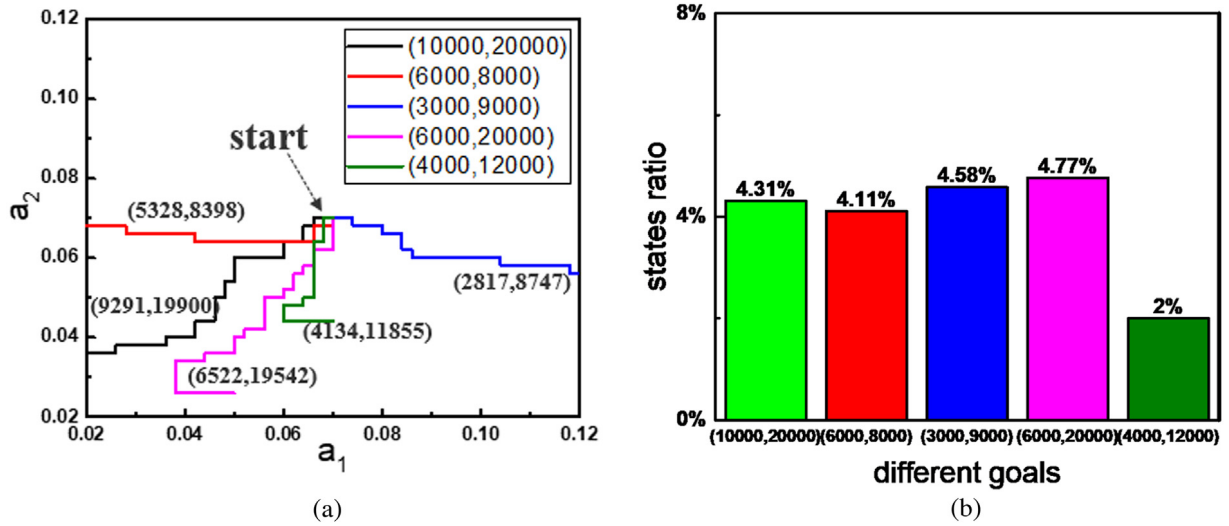 0.12
0.10
0.08
0.06
0.04
0.02
a2
(10000,20000)
(6000,8000)
(3000,9000)
(6000,20000)
(4000,12000)
start
(5328,8398)
(2817,8747)
(9291,19900)
(4134,11855)
(6522,19542)
0.02 0.04 0.06 0.08 0.10 0.12
a1
(a)
8%
4%
0%
states ratio
4.31%
4.11%
4.58%
4.77%
2%
(10000,20000)(6000,8000) (3000,9000) (6000,20000)(4000,12000)
different goals
(b)